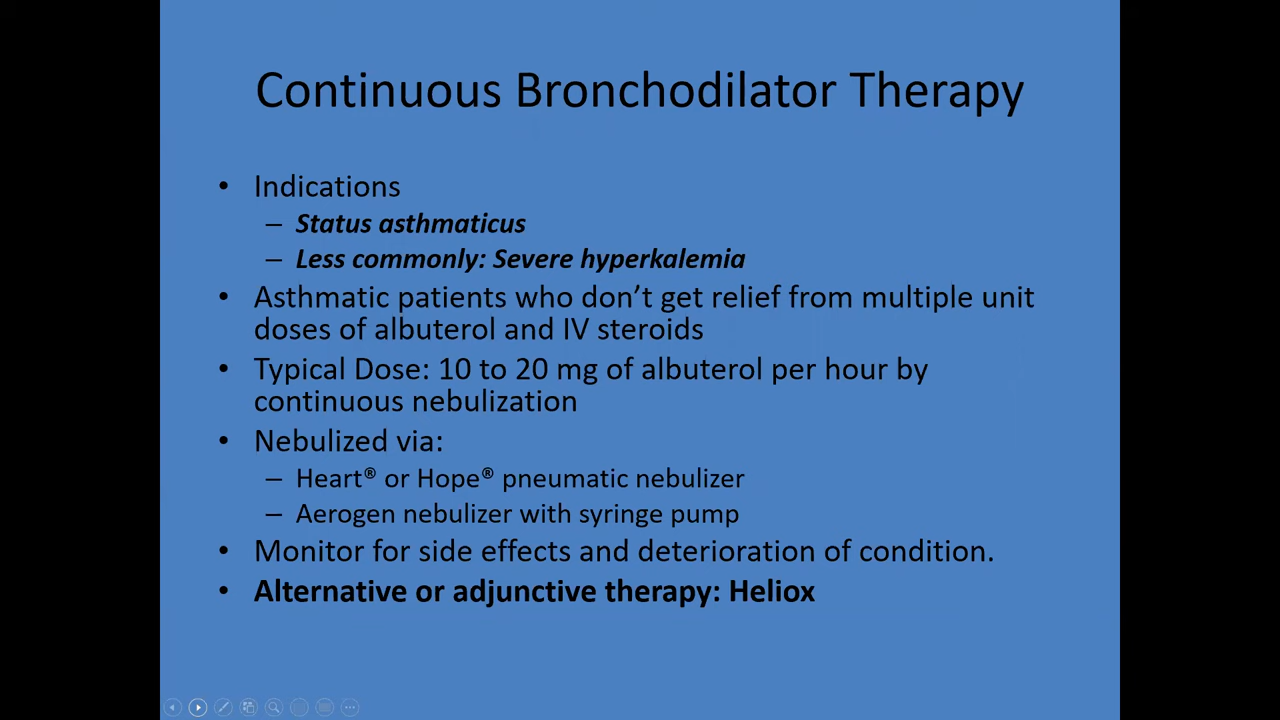 Continuous Bronchodilator Therapy
• Indications
– Status asthmaticus
– Less commonly: Severe hyperkalemia
• Asthmatic patients who don’t get relief from multiple unit
doses of albuterol and IV steroids
• Typical Dose: 10 to 20 mg of albuterol per hour by
continuous nebulization
• Nebulized via:
– Heart® or Hope® pneumatic nebulizer
– Aerogen nebulizer with syringe pump
• Monitor for side effects and deterioration of condition.
• Alternative or adjunctive therapy: Heliox